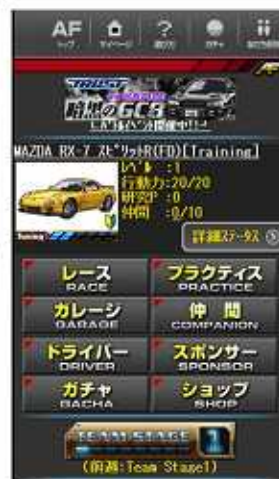 AF
トップ マイページ 遊び方 ガチャ
TRUST
暗黒のGC8
MAZDA RX-7 スピリットR(FD)[Training]
レベル :1
行動力:20/20
研究P :0
仲間 :0/10
Training
詳細ステータス
レース プラクティス
RACE PRACTICE
ガレージ 仲間
GARAGE COMPANION
ドライバー スポンサー
DRIVER SPONSOR
ガチャ ショップ
GACHA SHOP
TEAM STAGE 1
(前週:Team Stage1)